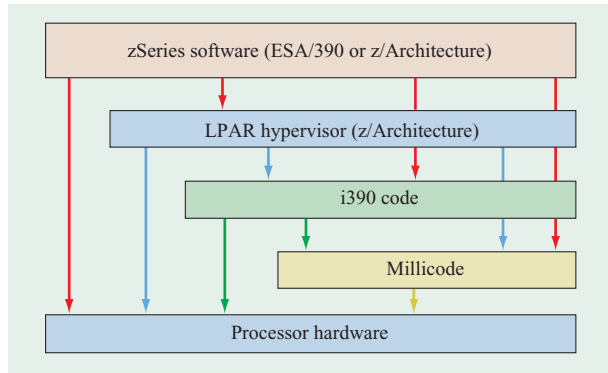 zSeries software (ESA/390 or z/Architecture)
LPAR hypervisor (z/Architecture)
i390 code
Millicode
Processor hardware